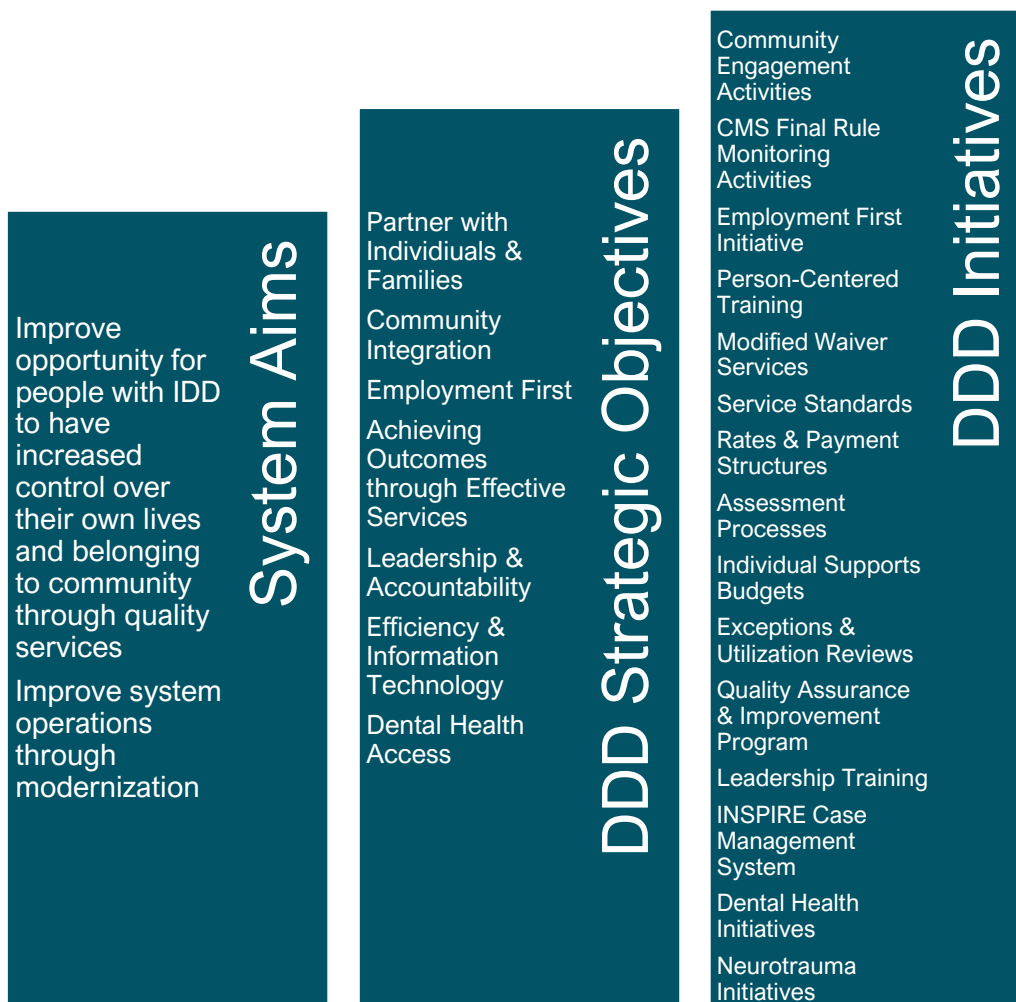 System Aims
Improve
opportunity for
people with IDD
to have
increased
control over
their own lives
and belonging
to community
through quality
services
Improve system
operations
through
modernization
DDD Strategic Objectives
Partner with
Individiuals &
Families
Community
Integration
Employment First
Achieving
Outcomes
through Effective
Services
Leadership &
Accountability
Efficiency &
Information
Technology
Dental Health
Access
DDD Initiatives
Community
Engagement
Activities
CMS Final Rule
Monitoring
Activities
Employment First
Initiative
Person-Centered
Training
Modified Waiver
Services
Service Standards
Rates & Payment
Structures
Assessment
Processes
Individual Supports
Budgets
Exceptions &
Utilization Reviews
Quality Assurance
& Improvement
Program
Leadership Training
INSPIRE Case
Management
System
Dental Health
Initiatives
Neurotrauma
Initiatives